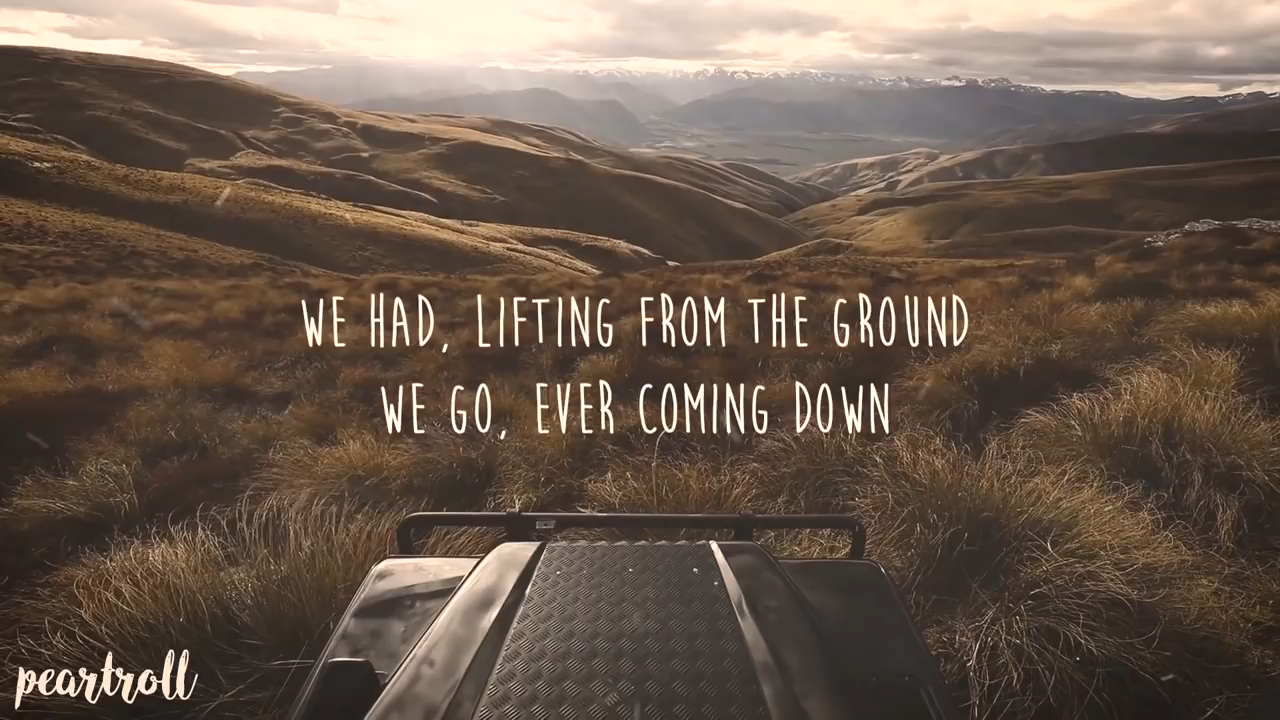 WE HAD, LIFTING FROM THE GROUND
WE GO, EVER COMING DOWN
peartroll